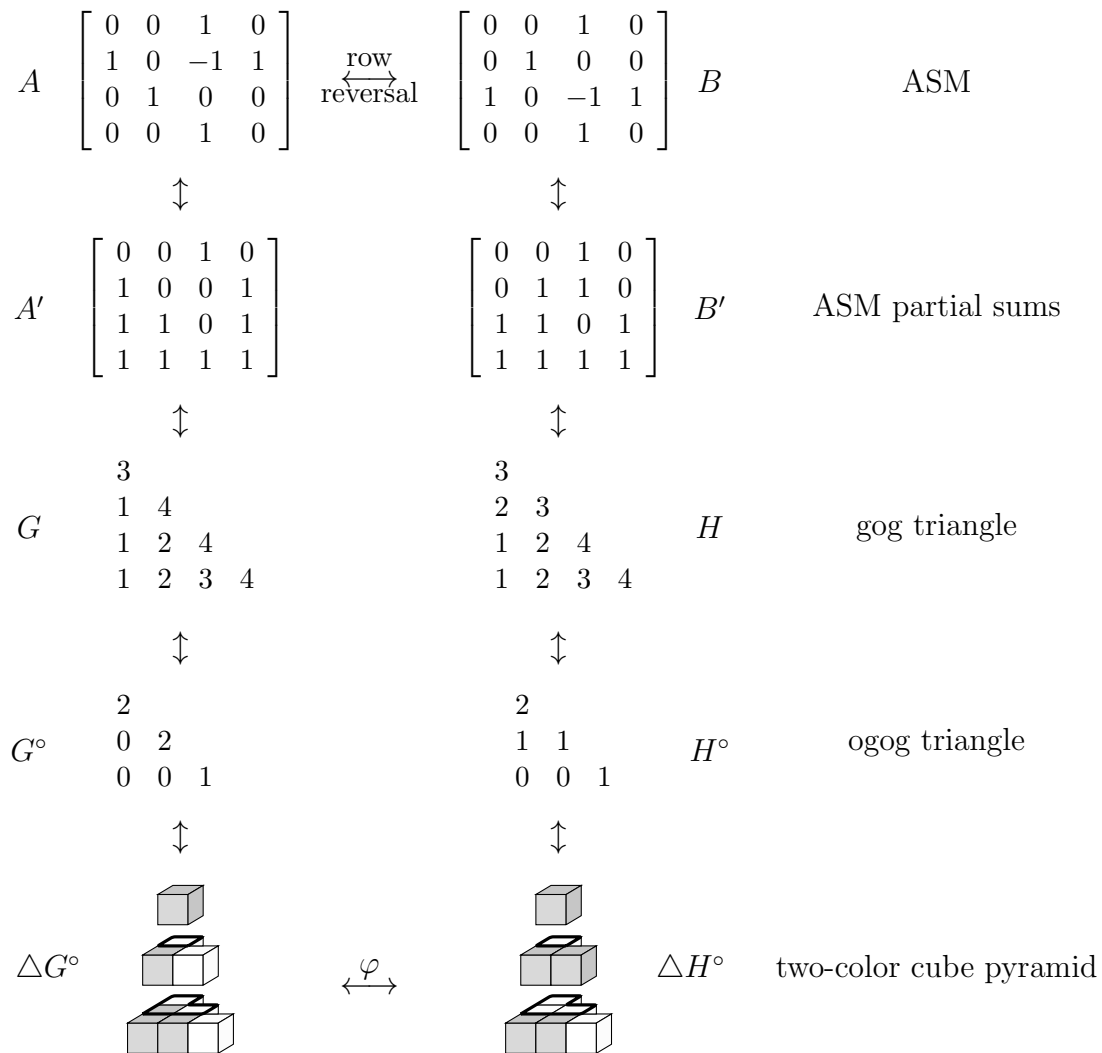 A [ 0 0 1 0 / 1 0 −1 1 / 0 1 0 0 / 0 0 1 0 ] row ⟷ reversal [ 0 0 1 0 / 0 1 0 0 / 1 0 −1 1 / 0 0 1 0 ] B ASM
↕ ↕
A′ [ 0 0 1 0 / 1 0 0 1 / 1 1 0 1 / 1 1 1 1 ] [ 0 0 1 0 / 0 1 1 0 / 1 1 0 1 / 1 1 1 1 ] B′ ASM partial sums
↕ ↕
3 3
1 4 2 3
G 1 2 4 1 2 4 H gog triangle
1 2 3 4 1 2 3 4
↕ ↕
2 2
G° 0 2 1 1 H° ogog triangle
0 0 1 0 0 1
↕ ↕
△G° φ ⟷ △H° two-color cube pyramid